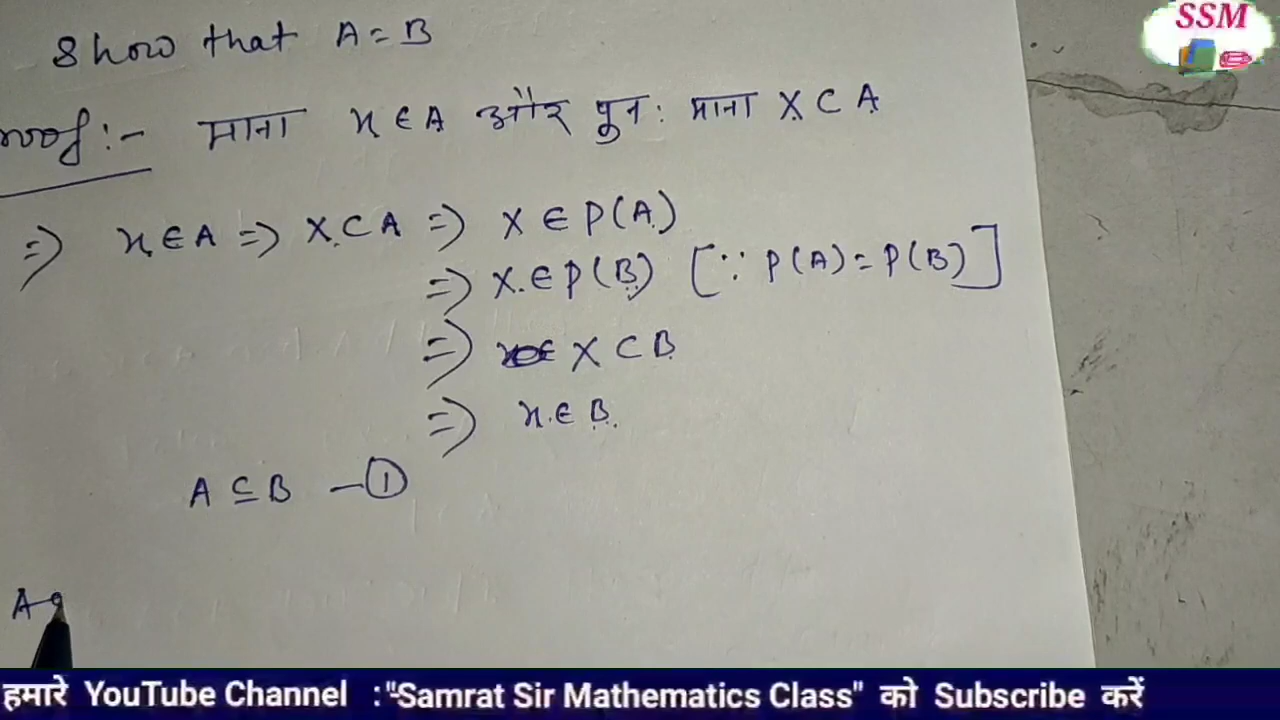 SSM
Show that A = B
roof :- माना x ∈ A और पुनः माना X ⊂ A
⇒ x ∈ A ⇒ X ⊂ A ⇒ X ∈ P(A)
⇒ X ∈ P(B) [∵ P(A) = P(B)]
⇒ X ⊂ B
⇒ x ∈ B.
A ⊆ B — ①
A
हमारे YouTube Channel :"-Samrat Sir Mathematics Class" को Subscribe करें